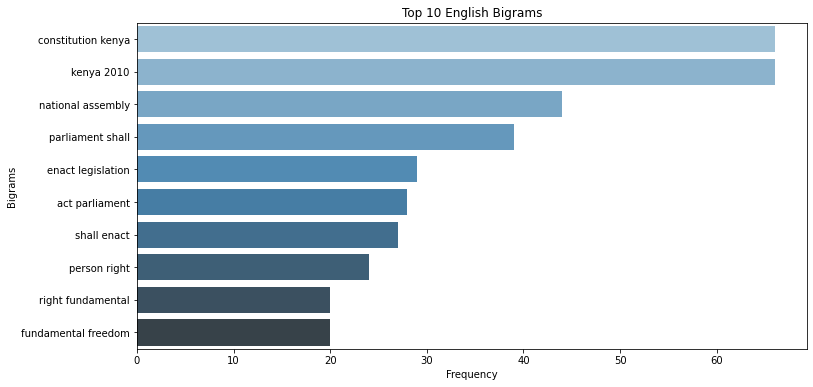 Top 10 English Bigrams
Bigrams
constitution kenya
kenya 2010
national assembly
parliament shall
enact legislation
act parliament
shall enact
person right
right fundamental
fundamental freedom
0 10 20 30 40 50 60
Frequency